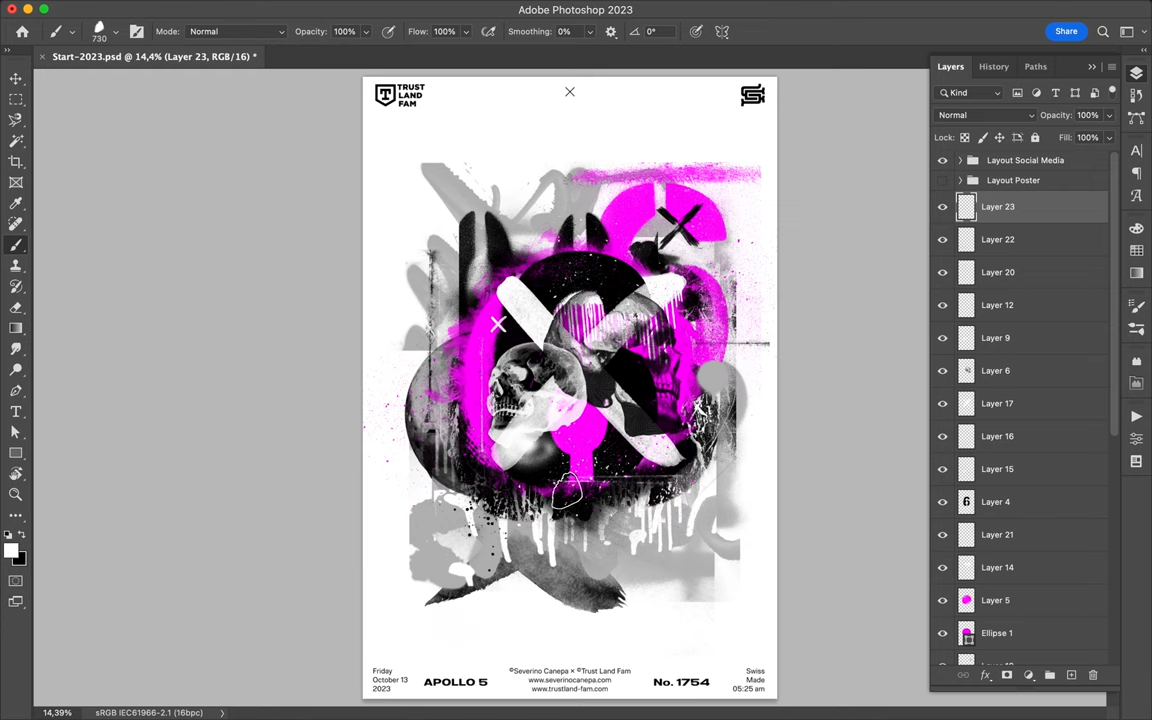 Adobe Photoshop 2023
730
Mode: Normal
Opacity: 100%
Flow: 100%
Smoothing: 0%
0°
Share
Start-2023.psd @ 14,4% (Layer 23, RGB/16) *
Layers
History
Paths
Kind
Normal
Opacity: 100%
Lock:
Fill: 100%
Layout Social Media
Layout Poster
Layer 23
Layer 22
Layer 20
Layer 12
Layer 9
Layer 6
Layer 17
Layer 16
Layer 15
6
Layer 4
Layer 21
Layer 14
Layer 5
Ellipse 1
TRUST
LAND
FAM
Friday
October 13
2023
APOLLO 5
©Severino Canepa × ©Trust Land Fam
www.severinocanepa.com
www.trustland-fam.com
No. 1754
Swiss
Made
05:25 am
14,39%
sRGB IEC61966-2.1 (16bpc)